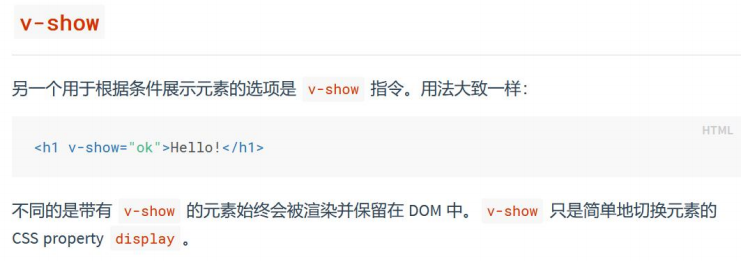 v-show
另一个用于根据条件展示元素的选项是 v-show 指令。用法大致一样：
HTML
<h1 v-show="ok">Hello!</h1>
不同的是带有 v-show 的元素始终会被渲染并保留在 DOM 中。 v-show 只是简单地切换元素的
CSS property display 。